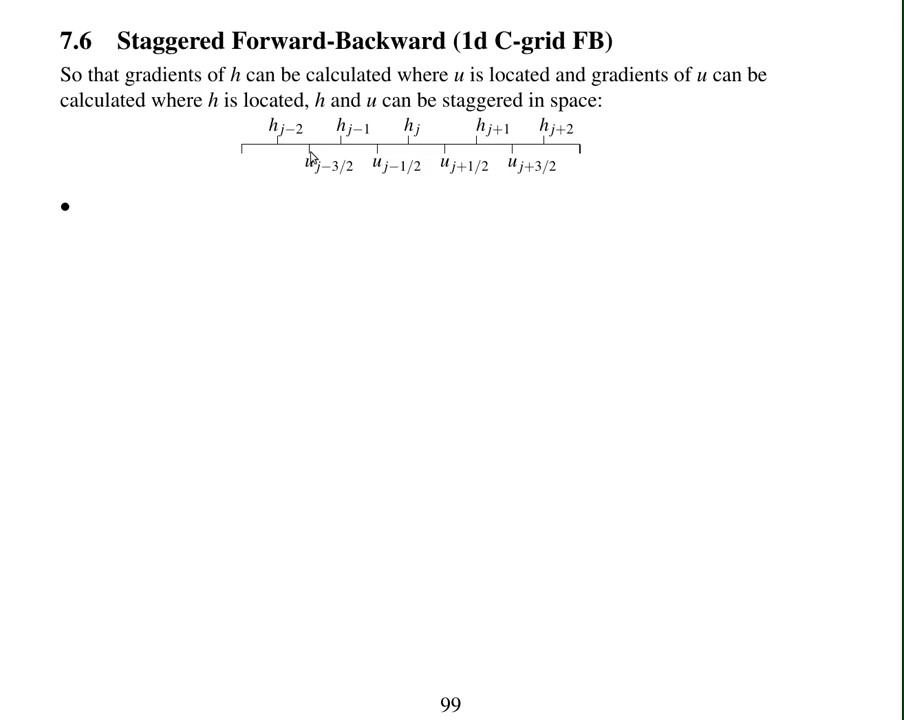 7.6 Staggered Forward-Backward (1d C-grid FB)
So that gradients of h can be calculated where u is located and gradients of u can be
calculated where h is located, h and u can be staggered in space:
h_{j−2} h_{j−1} h_j h_{j+1} h_{j+2}
u_{j−3/2} u_{j−1/2} u_{j+1/2} u_{j+3/2}
•
99